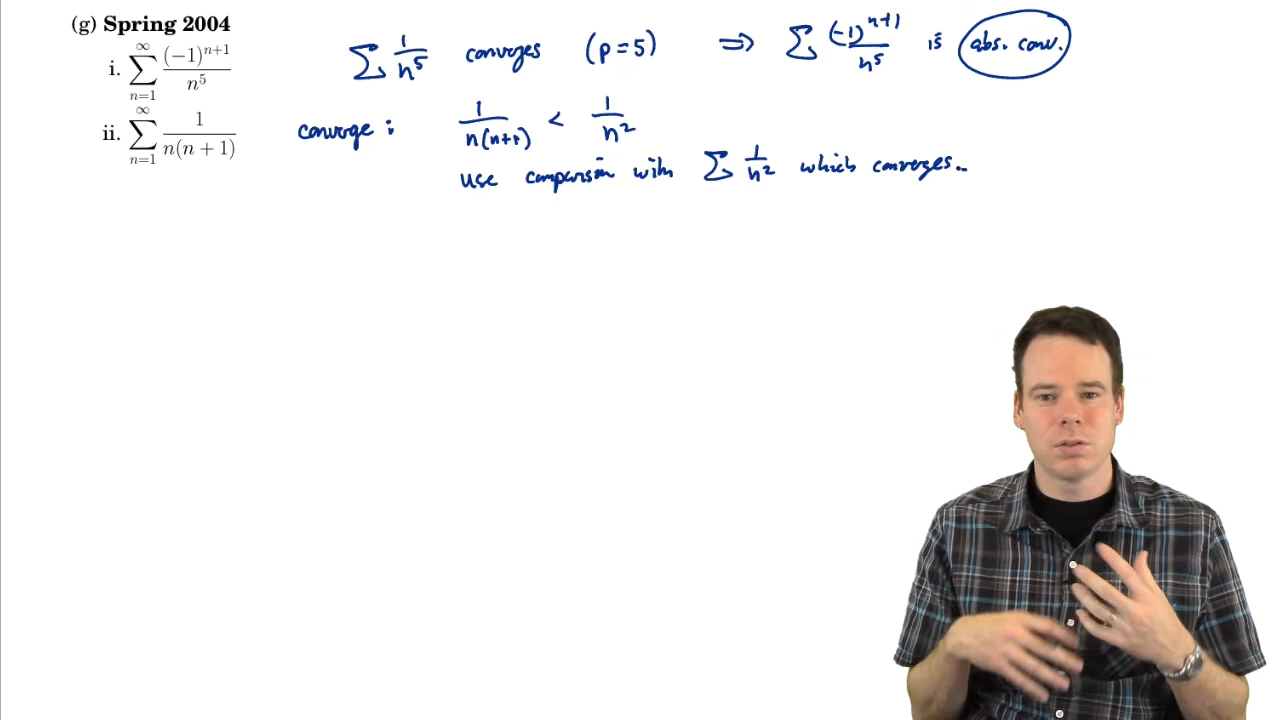 (g) Spring 2004
i. ∑_{n=1}^{∞} (-1)^{n+1}/n^5 ∑ 1/n^5 converges (p=5) ⇒ ∑ (-1)^{n+1}/n^5 is abs. conv.
ii. ∑_{n=1}^{∞} 1/(n(n + 1)) converge : 1/(n(n+1)) < 1/n^2
use comparison with ∑ 1/n^2 which converges.